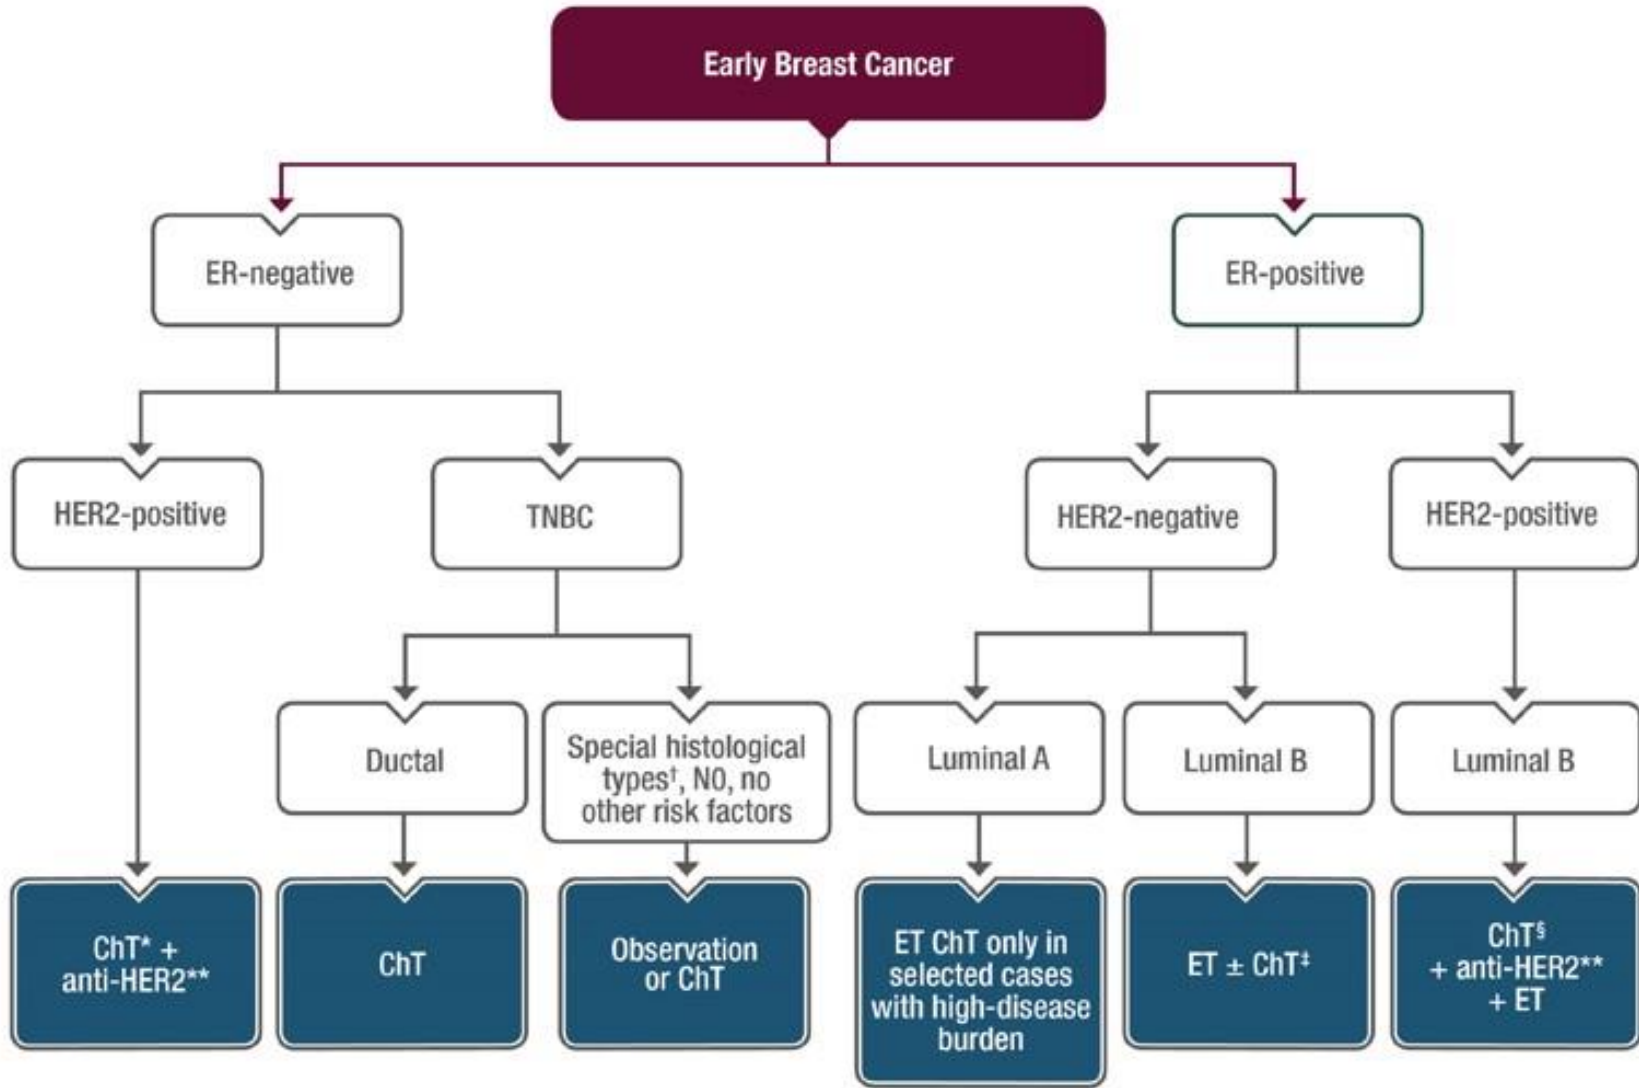 Early Breast Cancer
ER-negative
ER-positive
HER2-positive
TNBC
HER2-negative
HER2-positive
Ductal
Special histological
types†, N0, no
other risk factors
Luminal A
Luminal B
Luminal B
ChT* +
anti-HER2**
ChT
Observation
or ChT
ET ChT only in
selected cases
with high-disease
burden
ET ± ChT‡
ChT§
+ anti-HER2**
+ ET